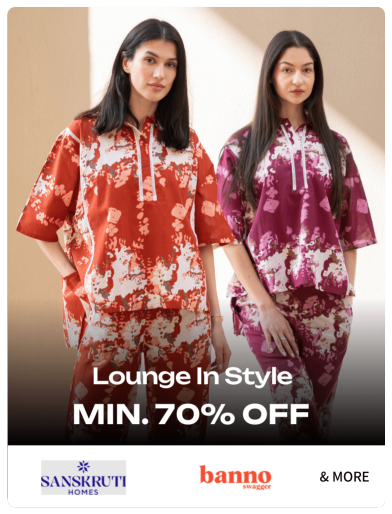 Lounge In Style
MIN. 70% OFF
SANSKRUTI
HOMES
banno
swagger
& MORE